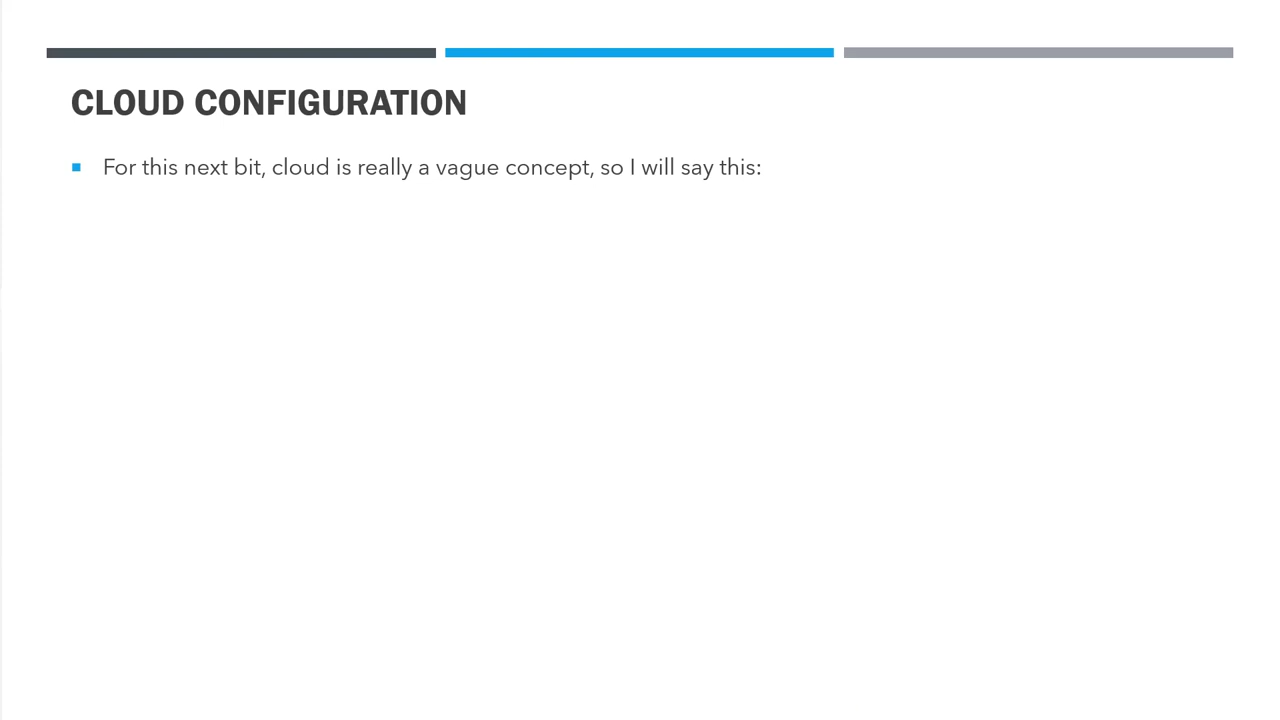 CLOUD CONFIGURATION
For this next bit, cloud is really a vague concept, so I will say this: